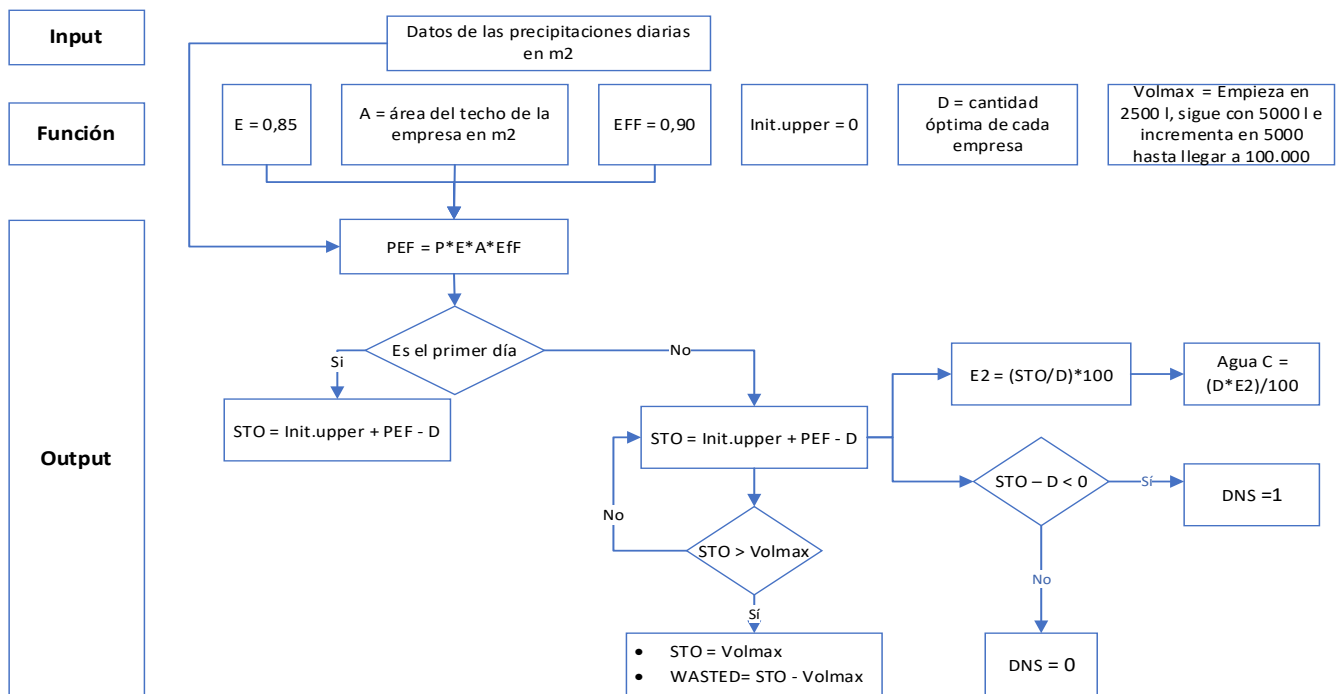 Input
Datos de las precipitaciones diarias
en m2
Función
E = 0,85
A = área del techo de la
empresa en m2
EFF = 0,90
Init.upper = 0
D = cantidad
óptima de cada
empresa
Volmax = Empieza en
2500 l, sigue con 5000 l e
incrementa en 5000
hasta llegar a 100.000
Output
PEF = P*E*A*EfF
Es el primer día
Si
No
STO = Init.upper + PEF - D
STO = Init.upper + PEF - D
E2 = (STO/D)*100
Agua C =
(D*E2)/100
STO – D < 0
Sí
DNS =1
No
DNS = 0
No
STO > Volmax
Sí
• STO = Volmax
• WASTED= STO - Volmax